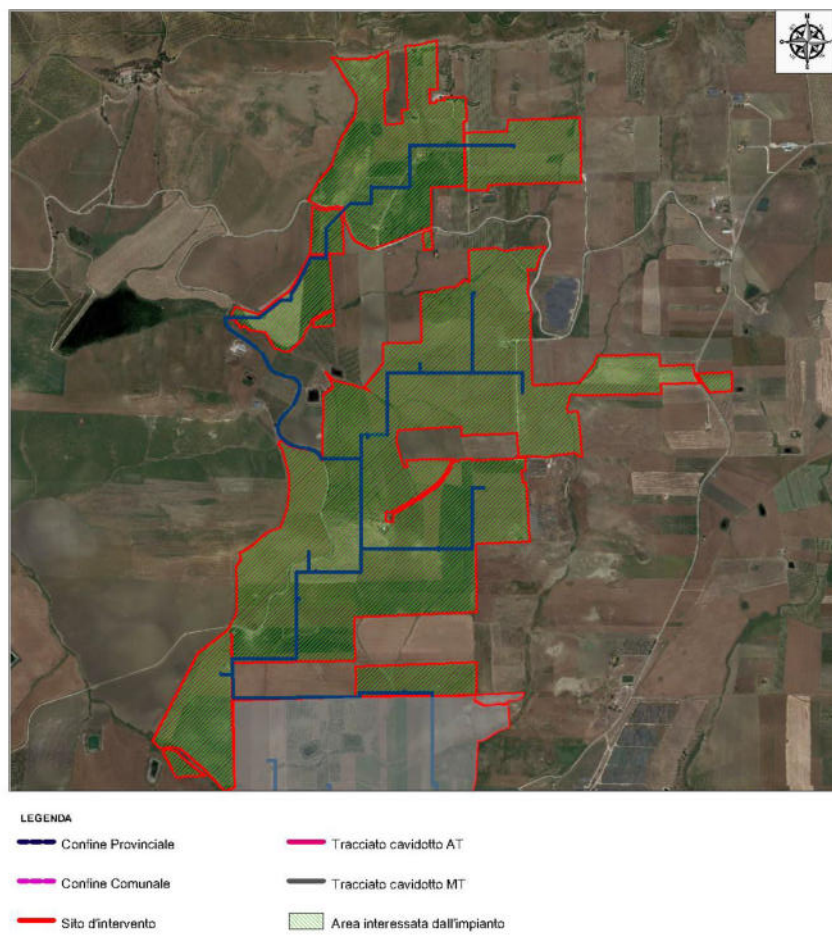 LEGENDA
Confine Provinciale
Tracciato cavidotto AT
Confine Comunale
Tracciato cavidotto MT
Sito d'intervento
Area interessata dall'impianto